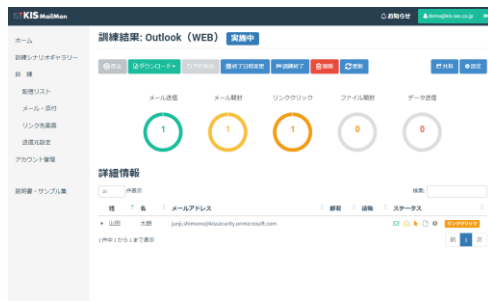 KIS MailMon
お知らせ
demo@kis-sec.co.jp
ホーム
訓練シナリオギャラリー
訓 練
配信リスト
メール・添付
リンク先画面
送信元設定
アカウント管理
説明書・サンプル集
訓練結果: Outlook（WEB） 実施中
戻る ダウンロード 終了日時変更 訓練終了 削除 更新 共有 設定
メール送信 メール開封 リンククリック ファイル開封 データ送信
1 1 1 0 0
詳細情報
件表示 検索:
姓 名 メールアドレス 部署 役職 ステータス
山田 太郎 junji.shimono@kissecurity.onmicrosoft.com リンククリック
1 件中 1 から 1 まで表示 前 1 次